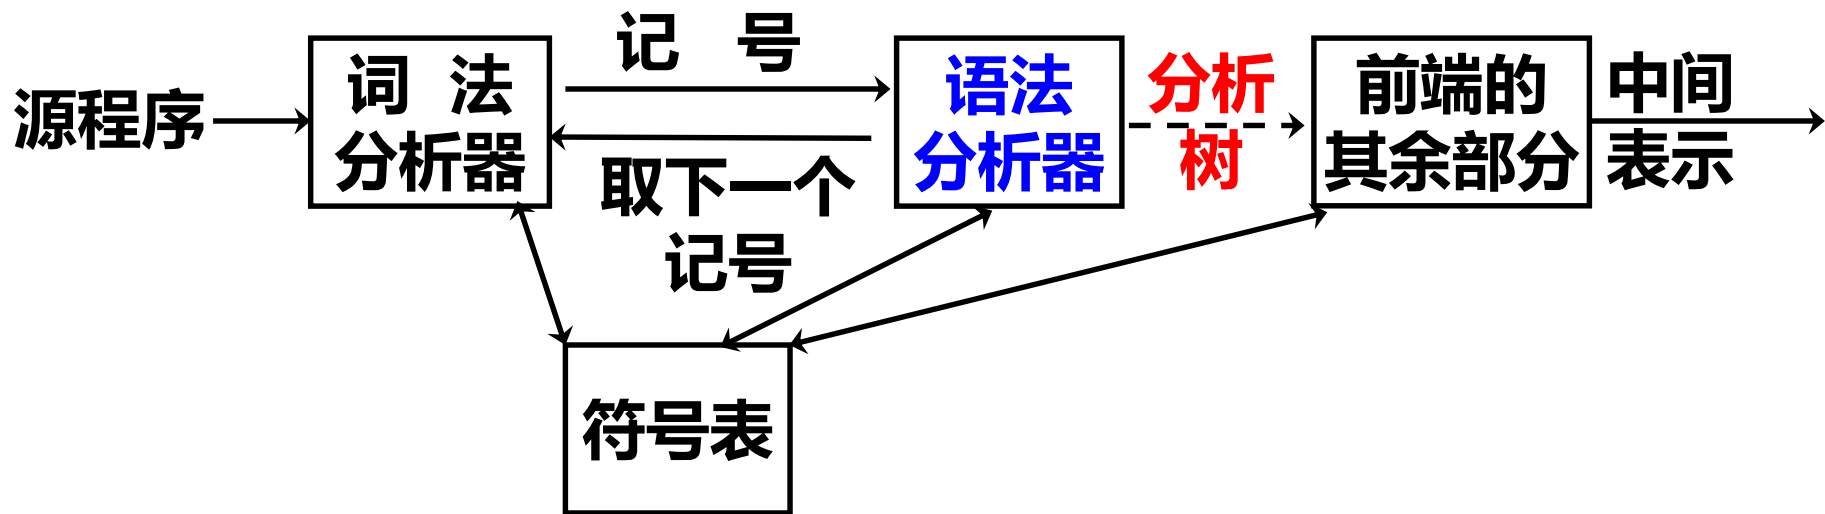 源程序
词 法
分析器
记 号
取下一个
记号
语法
分析器
分析
树
前端的
其余部分
中间
表示
符号表